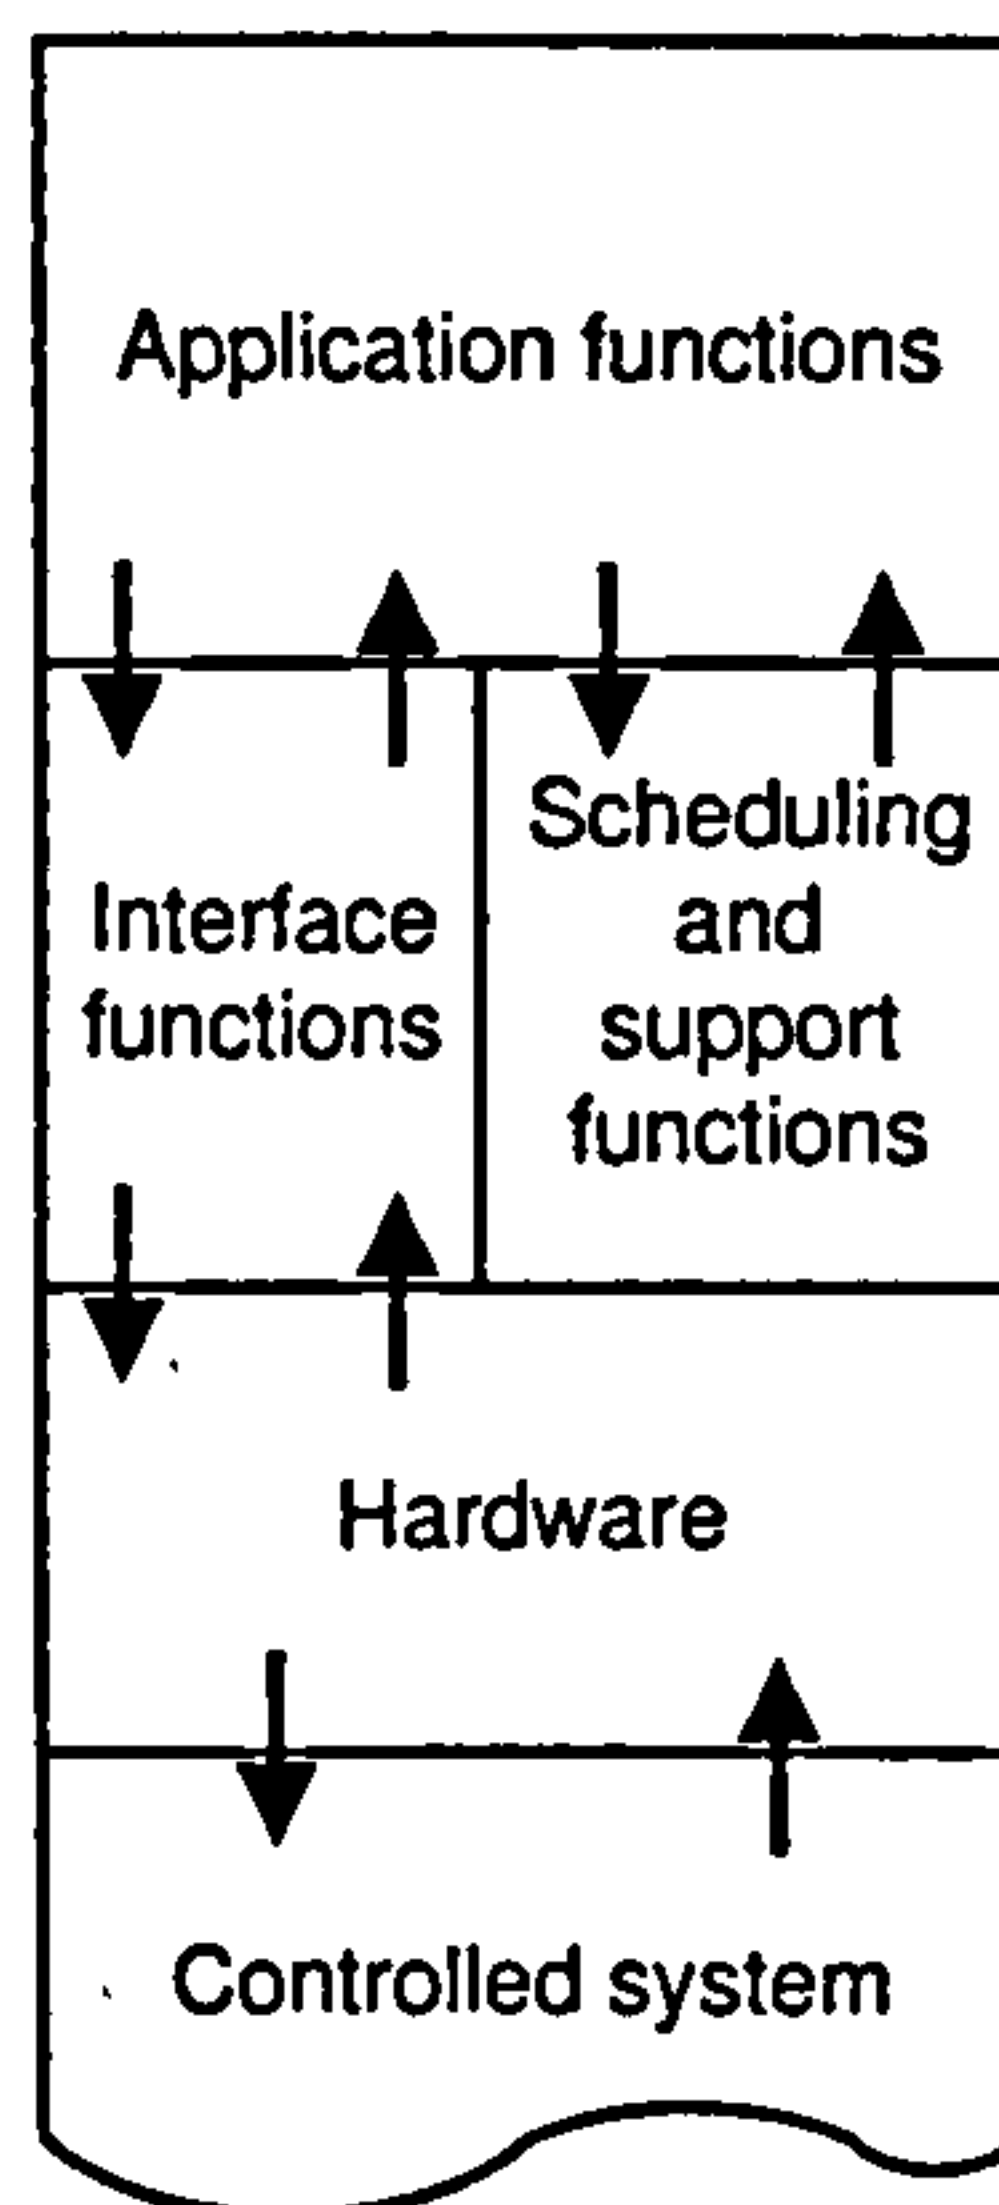 Application functions
Interface
functions
Scheduling
and
support
functions
Hardware
Controlled system